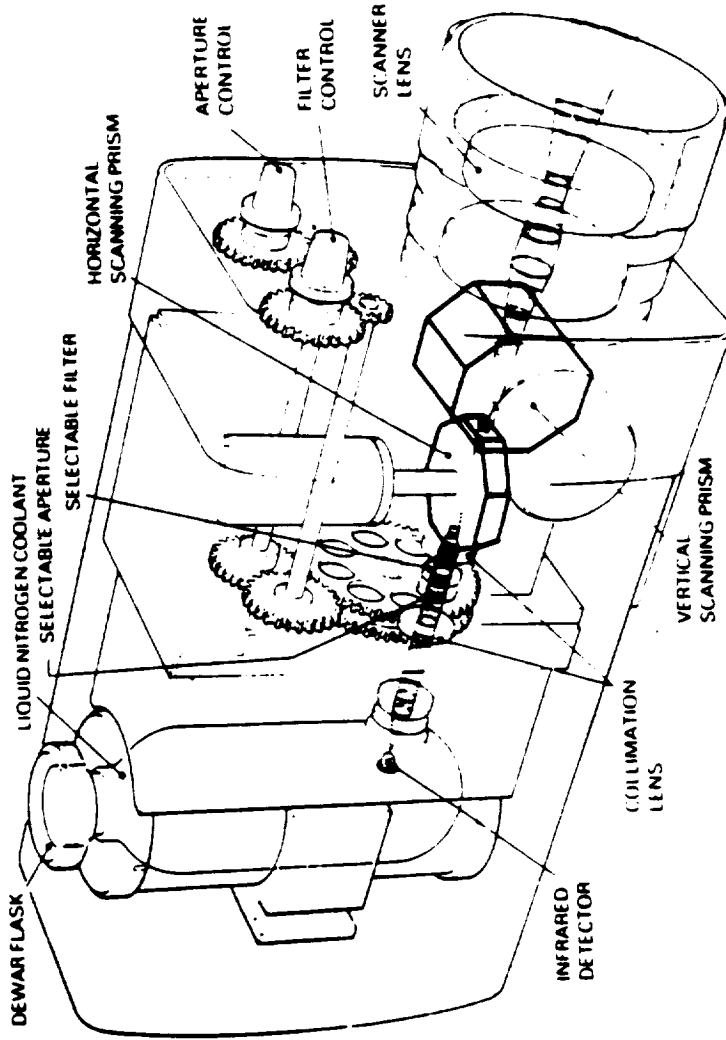 DEWAR FLASK
LIQUID NITROGEN COOLANT
SELECTABLE APERTURE
SELECTABLE FILTER
HORIZONTAL
SCANNING PRISM
APERTURE
CONTROL
FILTER
CONTROL
SCANNER
LENS
INFRARED
DETECTOR
COLLIMATION
LENS
VERTICAL
SCANNING PRISM